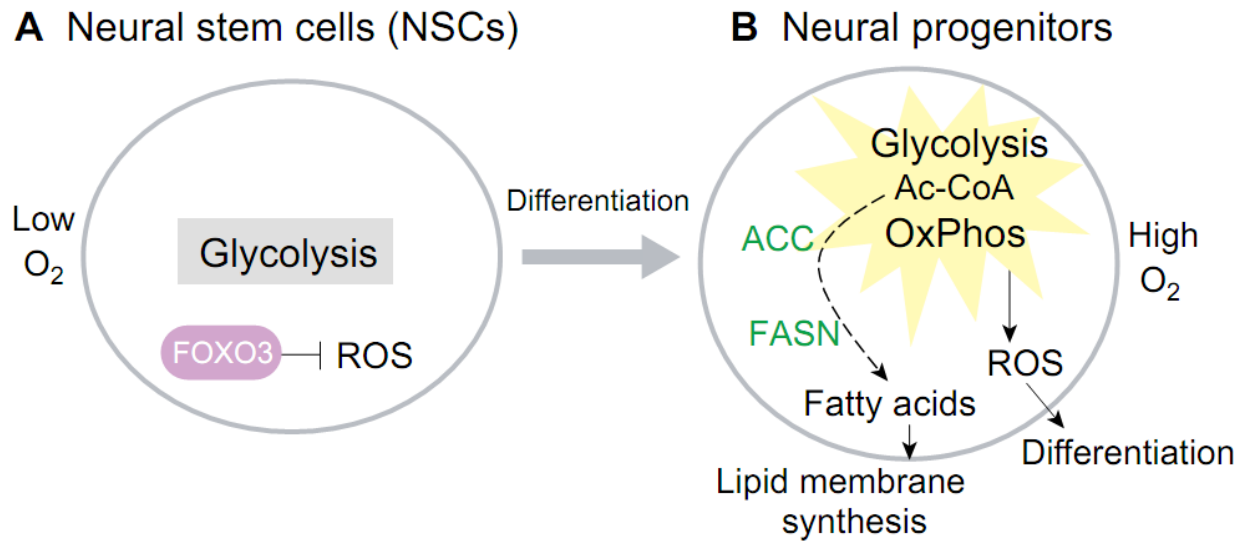 A Neural stem cells (NSCs)
Low
O2
Glycolysis
FOXO3
ROS
Differentiation
B Neural progenitors
Glycolysis
Ac-CoA
OxPhos
ACC
FASN
High
O2
ROS
Fatty acids
Differentiation
Lipid membrane
synthesis